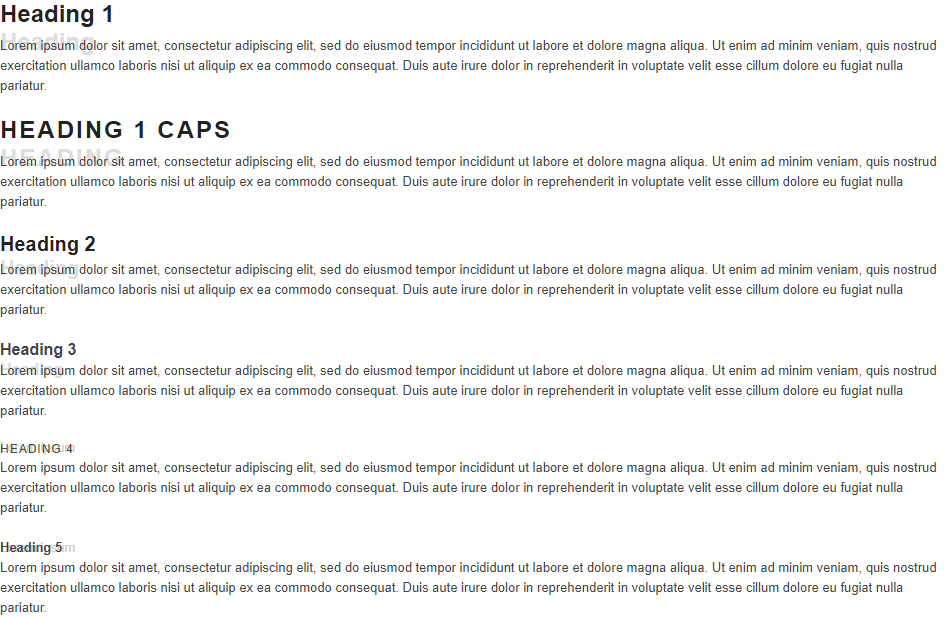 Heading 1
Heading
Lorem ipsum dolor sit amet, consectetur adipiscing elit, sed do eiusmod tempor incididunt ut labore et dolore magna aliqua. Ut enim ad minim veniam, quis nostrud
exercitation ullamco laboris nisi ut aliquip ex ea commodo consequat. Duis aute irure dolor in reprehenderit in voluptate velit esse cillum dolore eu fugiat nulla
pariatur.
HEADING 1 CAPS
HEADING
Lorem ipsum dolor sit amet, consectetur adipiscing elit, sed do eiusmod tempor incididunt ut labore et dolore magna aliqua. Ut enim ad minim veniam, quis nostrud
exercitation ullamco laboris nisi ut aliquip ex ea commodo consequat. Duis aute irure dolor in reprehenderit in voluptate velit esse cillum dolore eu fugiat nulla
pariatur.
Heading 2
Heading
Lorem ipsum dolor sit amet, consectetur adipiscing elit, sed do eiusmod tempor incididunt ut labore et dolore magna aliqua. Ut enim ad minim veniam, quis nostrud
exercitation ullamco laboris nisi ut aliquip ex ea commodo consequat. Duis aute irure dolor in reprehenderit in voluptate velit esse cillum dolore eu fugiat nulla
pariatur.
Heading 3
Heading
Lorem ipsum dolor sit amet, consectetur adipiscing elit, sed do eiusmod tempor incididunt ut labore et dolore magna aliqua. Ut enim ad minim veniam, quis nostrud
exercitation ullamco laboris nisi ut aliquip ex ea commodo consequat. Duis aute irure dolor in reprehenderit in voluptate velit esse cillum dolore eu fugiat nulla
pariatur.
HEADING 4
Lorem ipsum
Lorem ipsum dolor sit amet, consectetur adipiscing elit, sed do eiusmod tempor incididunt ut labore et dolore magna aliqua. Ut enim ad minim veniam, quis nostrud
exercitation ullamco laboris nisi ut aliquip ex ea commodo consequat. Duis aute irure dolor in reprehenderit in voluptate velit esse cillum dolore eu fugiat nulla
pariatur.
Heading 5
Lorem ipsum
Lorem ipsum dolor sit amet, consectetur adipiscing elit, sed do eiusmod tempor incididunt ut labore et dolore magna aliqua. Ut enim ad minim veniam, quis nostrud
exercitation ullamco laboris nisi ut aliquip ex ea commodo consequat. Duis aute irure dolor in reprehenderit in voluptate velit esse cillum dolore eu fugiat nulla
pariatur.